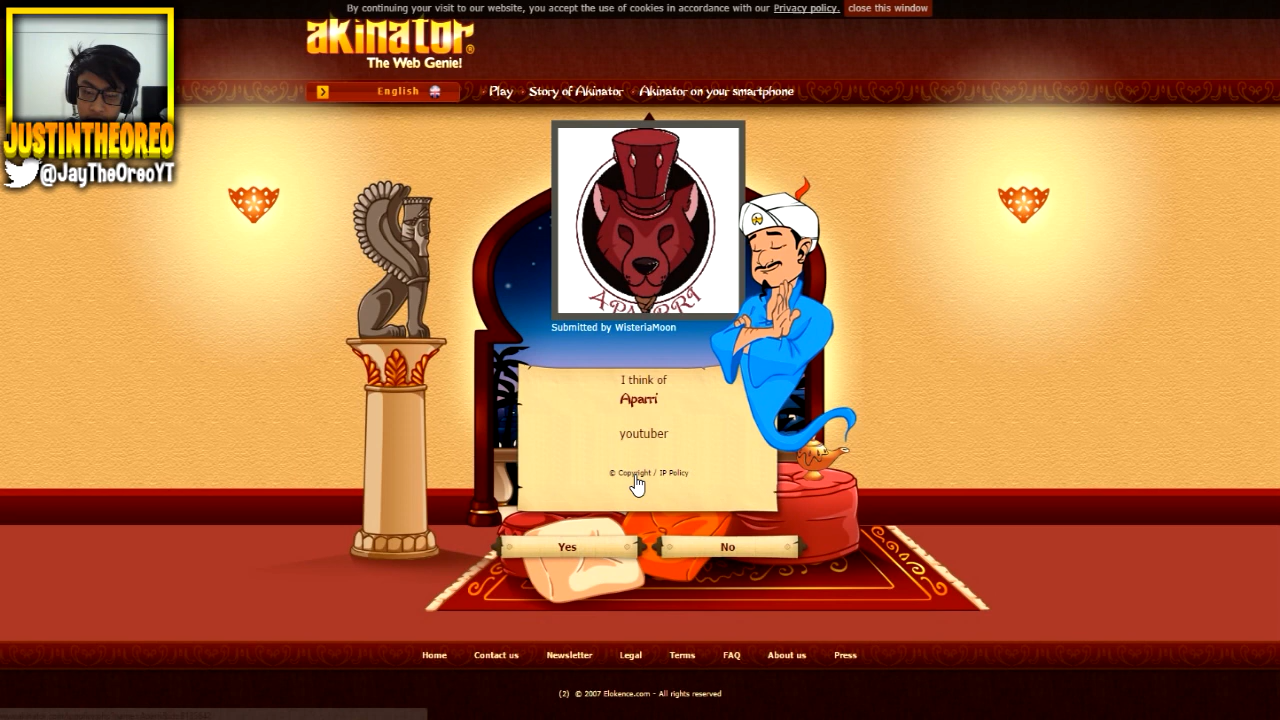 By continuing your visit to our website, you accept the use of cookies in accordance with our Privacy policy. close this window
akinator®
The Web Genie!
English
Play
Story of Akinator
Akinator on your smartphone
JUSTINTHEOREO
@JayTheOreoYT
Submitted by WisteriaMoon
I think of
Aparri
youtuber
© Copyright / IP Policy
Yes
No
Home
Contact us
Newsletter
Legal
Terms
FAQ
About us
Press
(2) © 2007 Elokence.com - All rights reserved